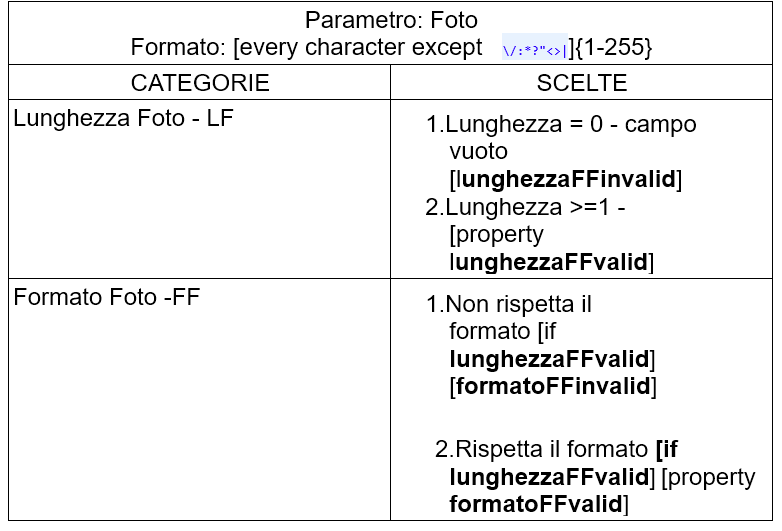 Parametro: Foto
Formato: [every character except \/:*?"<>|]{1-255}
CATEGORIE
SCELTE
Lunghezza Foto - LF
1.Lunghezza = 0 - campo
vuoto
[lunghezzaFFinvalid]
2.Lunghezza >=1 -
[property
lunghezzaFFvalid]
Formato Foto -FF
1.Non rispetta il
formato [if
lunghezzaFFvalid]
[formatoFFinvalid]
2.Rispetta il formato [if
lunghezzaFFvalid] [property
formatoFFvalid]